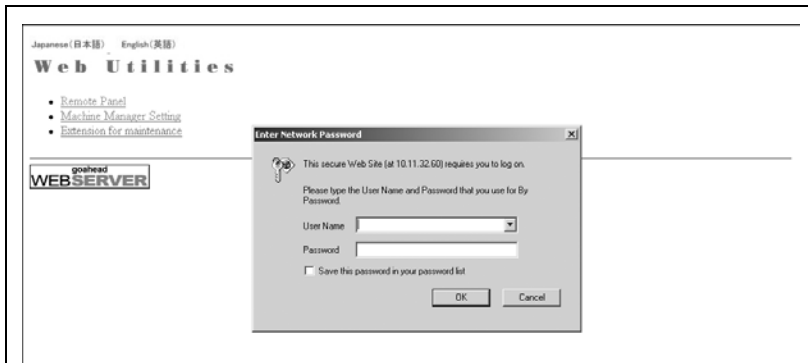 Japanese(日本語) English(英語)
Web Utilities
• Remote Panel
• Machine Manager Setting
• Extension for maintenance
goahead
WEBSERVER
Enter Network Password
This secure Web Site (at 10.11.32.60) requires you to log on.
Please type the User Name and Password that you use for By
Password.
User Name
Password
Save this password in your password list
OK Cancel